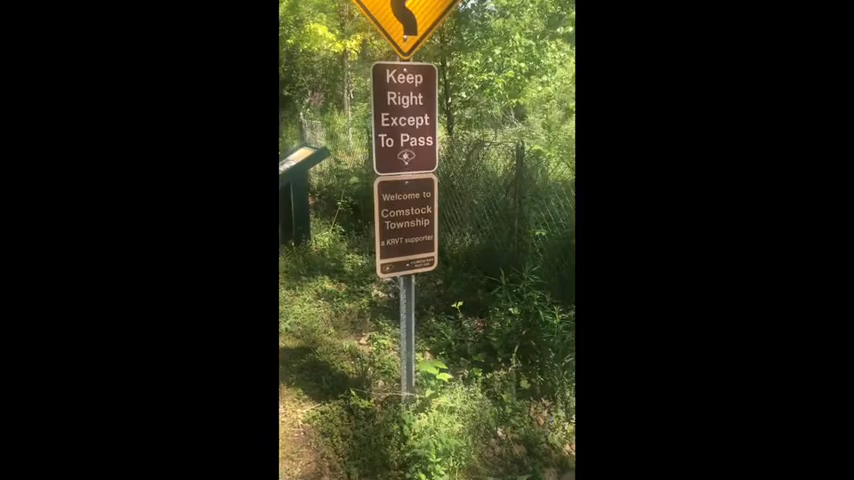 Keep
Right
Except
To Pass
Welcome to
Comstock
Township
a KRVT supporter